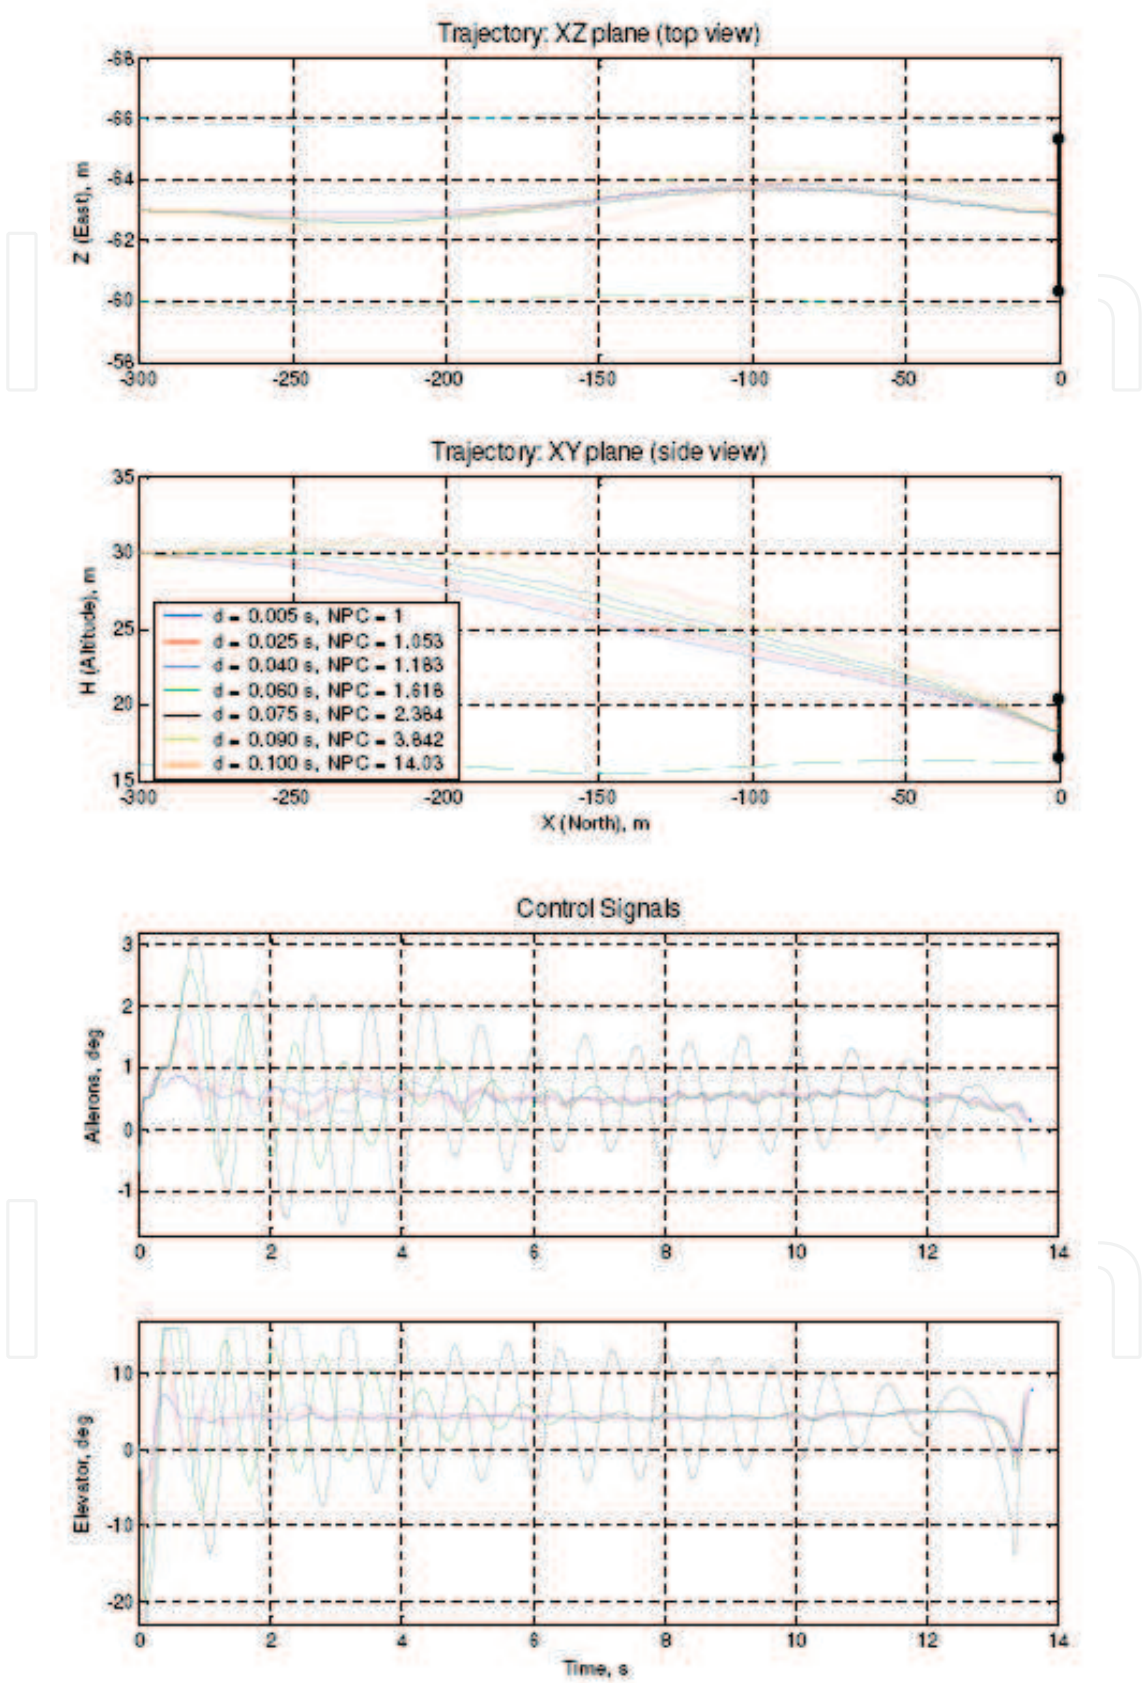 Trajectory: XZ plane (top view)
-68
-66
-64
-62
-60
-58
Z (East), m
-300 -250 -200 -150 -100 -50 0
Trajectory: XY plane (side view)
35
30
25
20
15
H (Altitude), m
d = 0.005 s, NPC = 1
d = 0.025 s, NPC = 1.053
d = 0.040 s, NPC = 1.183
d = 0.060 s, NPC = 1.618
d = 0.075 s, NPC = 2.384
d = 0.090 s, NPC = 3.842
d = 0.100 s, NPC = 14.03
-300 -250 -200 -150 -100 -50 0
X (North), m
Control Signals
3
2
1
0
-1
Ailerons, deg
0 2 4 6 8 10 12 14
10
0
-10
-20
Elevator, deg
0 2 4 6 8 10 12 14
Time, s